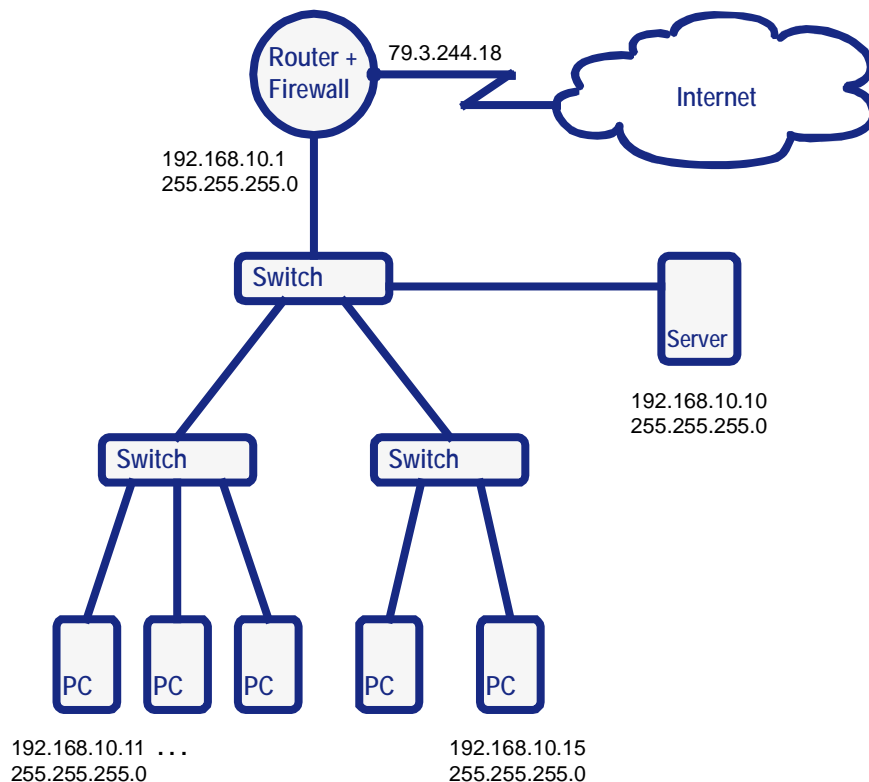 Router +
Firewall
79.3.244.18
Internet
192.168.10.1
255.255.255.0
Switch
Server
192.168.10.10
255.255.255.0
Switch
Switch
PC
PC
PC
PC
PC
192.168.10.11 ...
255.255.255.0
192.168.10.15
255.255.255.0